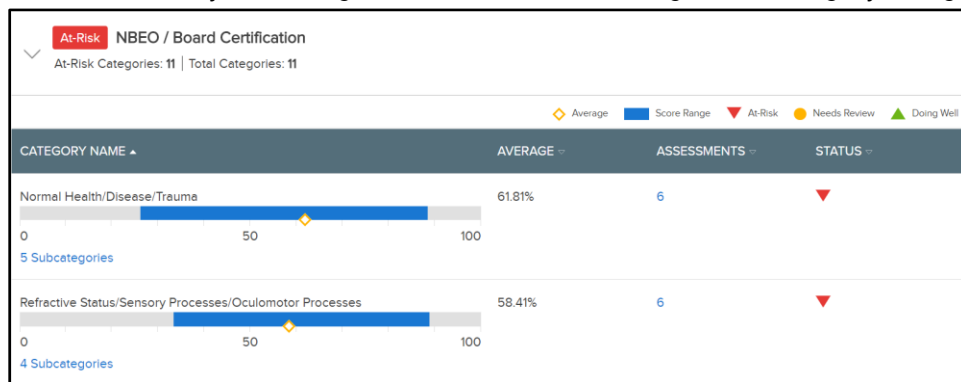 At-Risk NBEO / Board Certification
At-Risk Categories: 11 | Total Categories: 11
Average Score Range At-Risk Needs Review Doing Well
CATEGORY NAME AVERAGE ASSESSMENTS STATUS
Normal Health/Disease/Trauma 61.81% 6
0 50 100
5 Subcategories
Refractive Status/Sensory Processes/Oculomotor Processes 58.41% 6
0 50 100
4 Subcategories